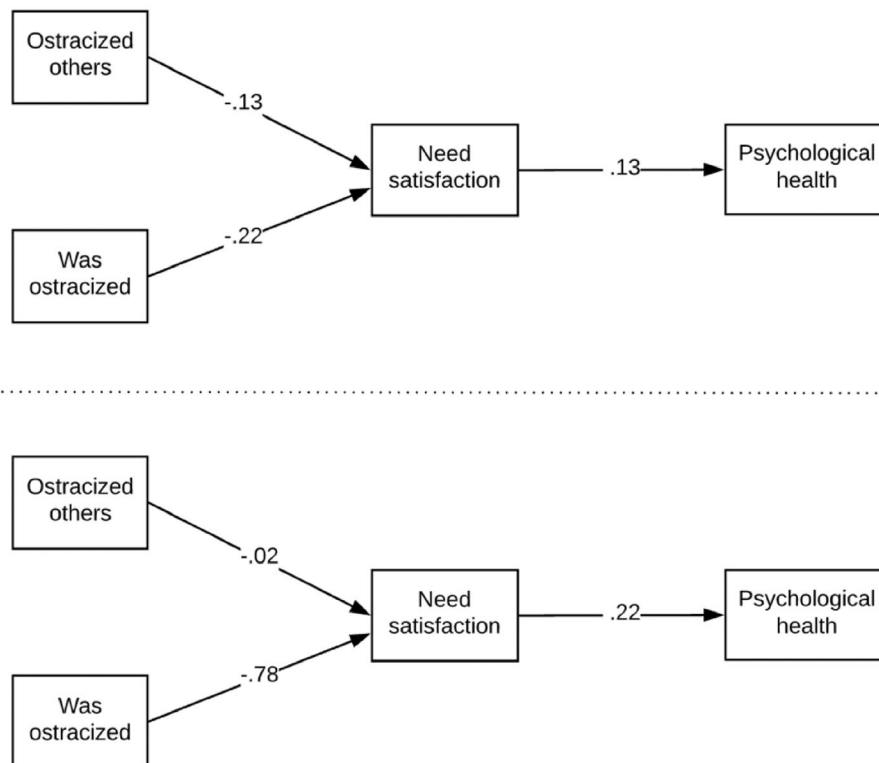 Ostracized
others
-.13
Need
satisfaction
.13
Psychological
health
-.22
Was
ostracized
Ostracized
others
-.02
Need
satisfaction
.22
Psychological
health
-.78
Was
ostracized